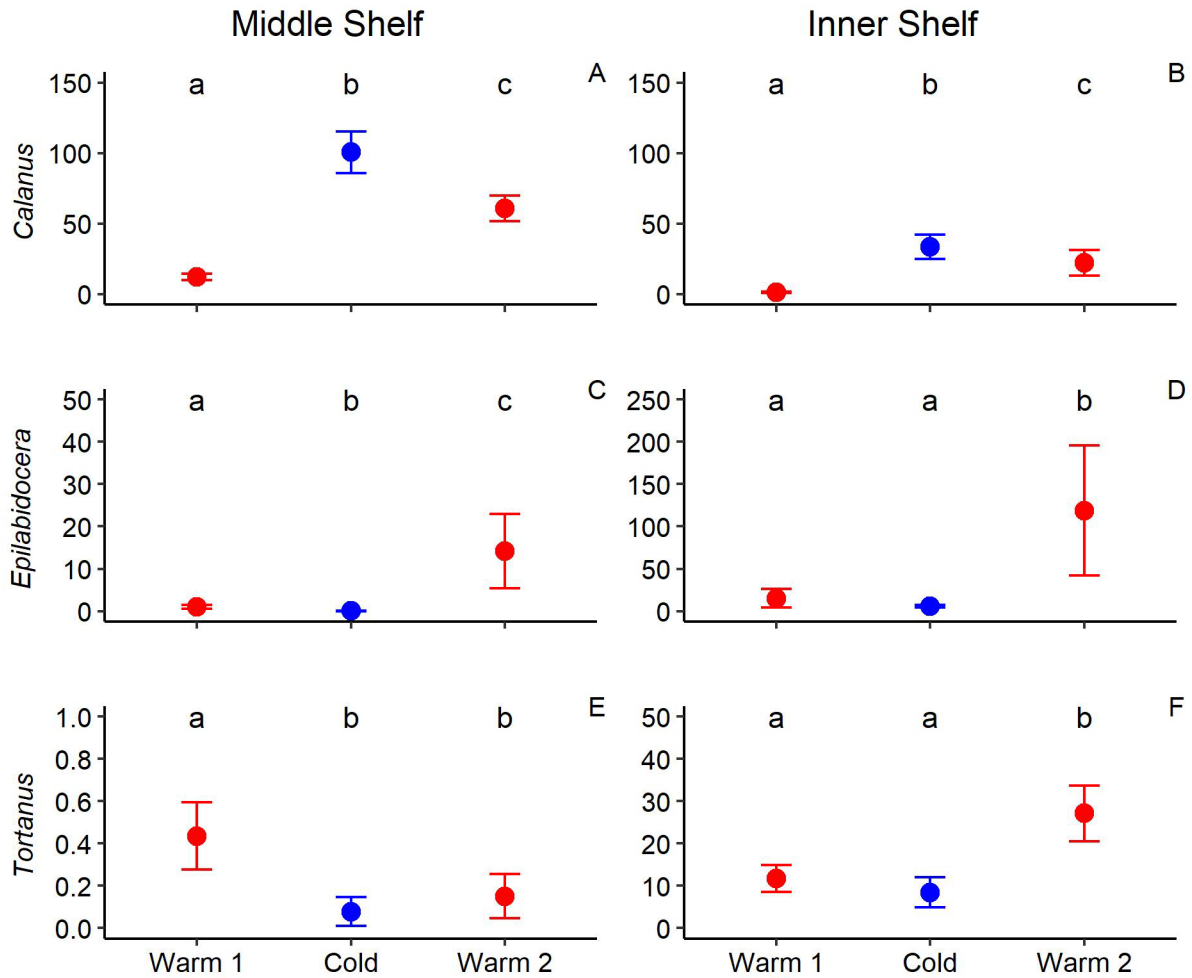 Middle Shelf Inner Shelf
A B
a b c a b c
Calanus
150 150
100 100
50 50
0 0
C D
a b c a a b
Epilabidocera
50 250
40 200
30 150
20 100
10 50
0 0
E F
a b b a a b
Tortanus
1.0 50
0.8 40
0.6 30
0.4 20
0.2 10
0.0 0
Warm 1 Cold Warm 2 Warm 1 Cold Warm 2